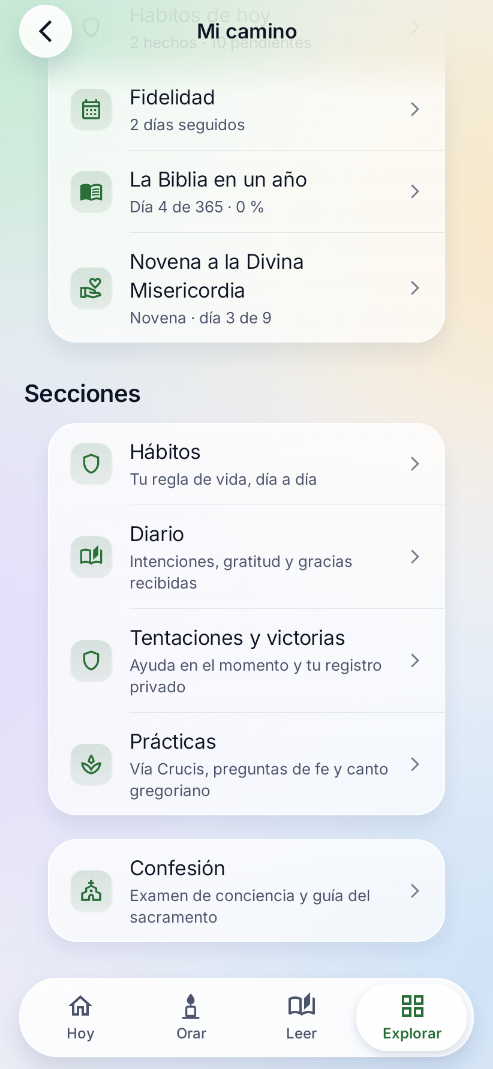 Hábitos de hoy
Mi camino
2 hechos · 10 pendientes
Fidelidad
2 días seguidos
La Biblia en un año
Día 4 de 365 · 0 %
Novena a la Divina
Misericordia
Novena · día 3 de 9
Secciones
Hábitos
Tu regla de vida, día a día
Diario
Intenciones, gratitud y gracias
recibidas
Tentaciones y victorias
Ayuda en el momento y tu registro
privado
Prácticas
Vía Crucis, preguntas de fe y canto
gregoriano
Confesión
Examen de conciencia y guía del
sacramento
Hoy
Orar
Leer
Explorar